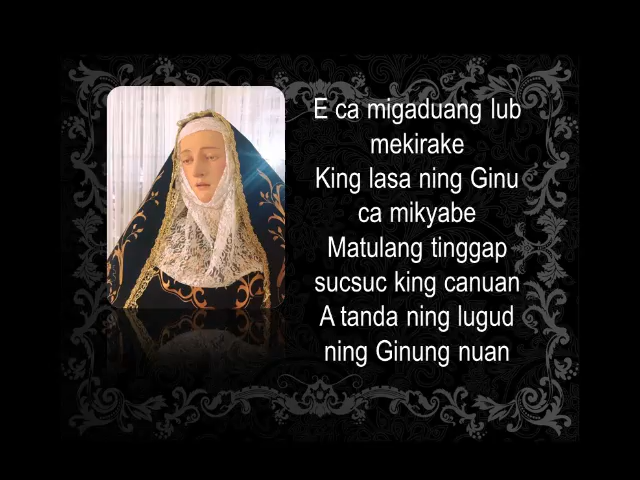 E ca migaduang lub
mekirake
King lasa ning Ginu
ca mikyabe
Matulang tinggap
sucsuc king canuan
A tanda ning lugud
ning Ginung nuan